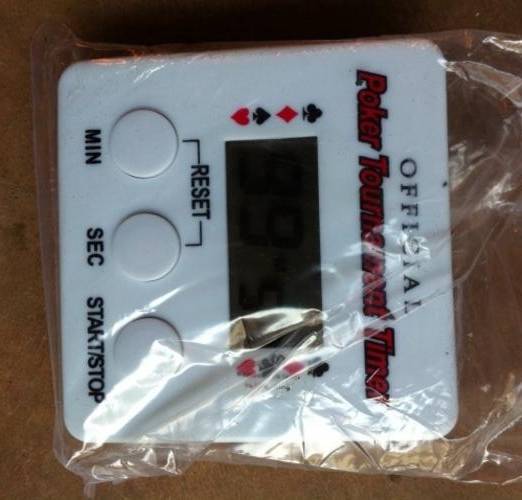 OFFICIAL
Poker Tournament Timer
RESET
MIN SEC START/STOP